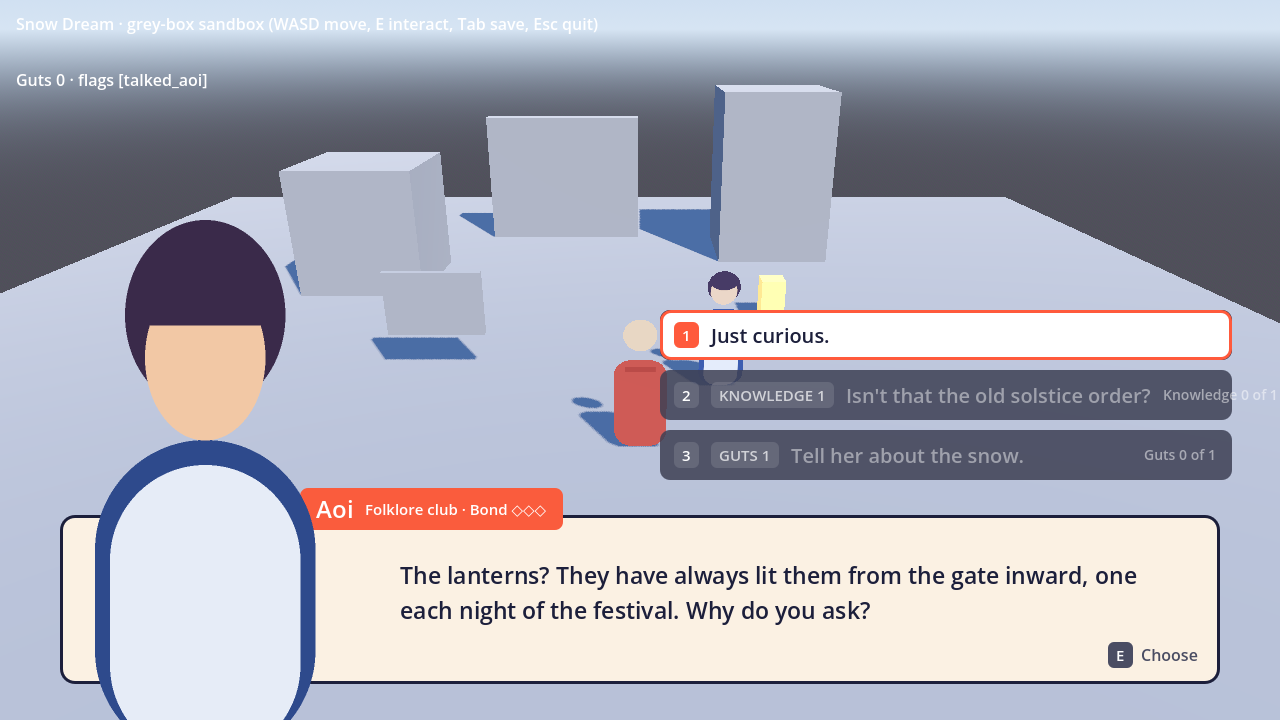 Snow Dream · grey-box sandbox (WASD move, E interact, Tab save, Esc quit)
Guts 0 · flags [talked_aoi]
1 Just curious.
2 KNOWLEDGE 1 Isn't that the old solstice order? Knowledge 0 of 1
3 GUTS 1 Tell her about the snow. Guts 0 of 1
Aoi Folklore club · Bond ◇◇◇
The lanterns? They have always lit them from the gate inward, one
each night of the festival. Why do you ask?
E Choose